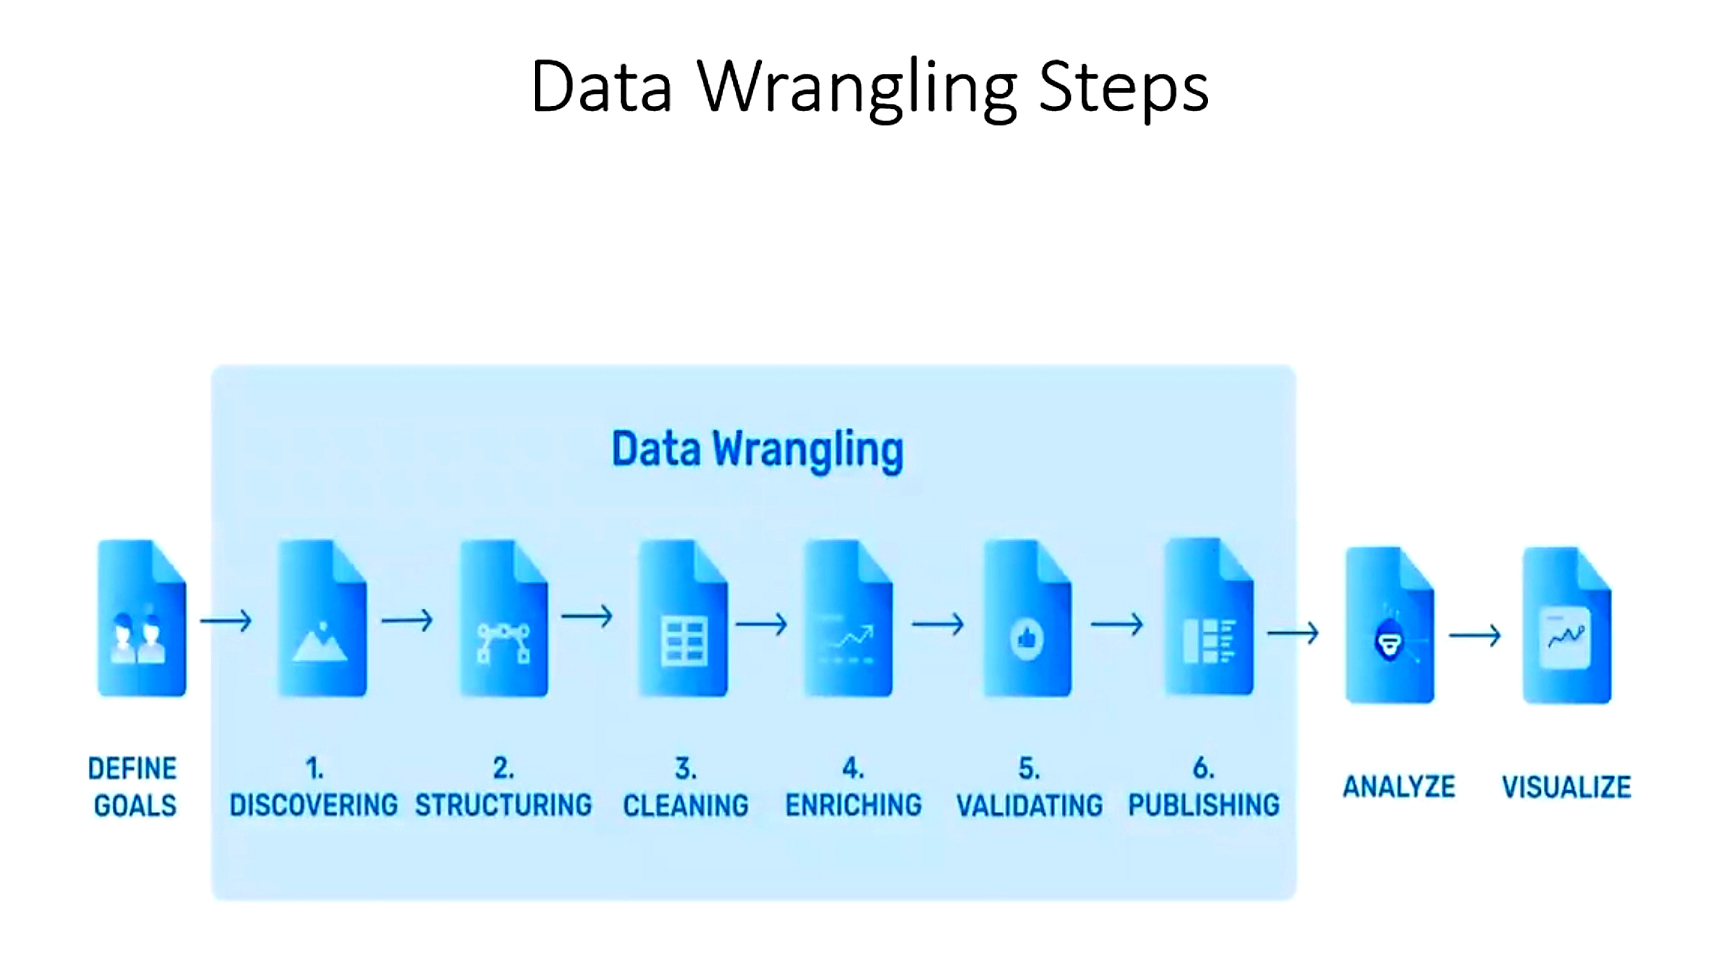 Data Wrangling Steps
Data Wrangling
DEFINE
GOALS
1.
DISCOVERING
2.
STRUCTURING
3.
CLEANING
4.
ENRICHING
5.
VALIDATING
6.
PUBLISHING
ANALYZE
VISUALIZE